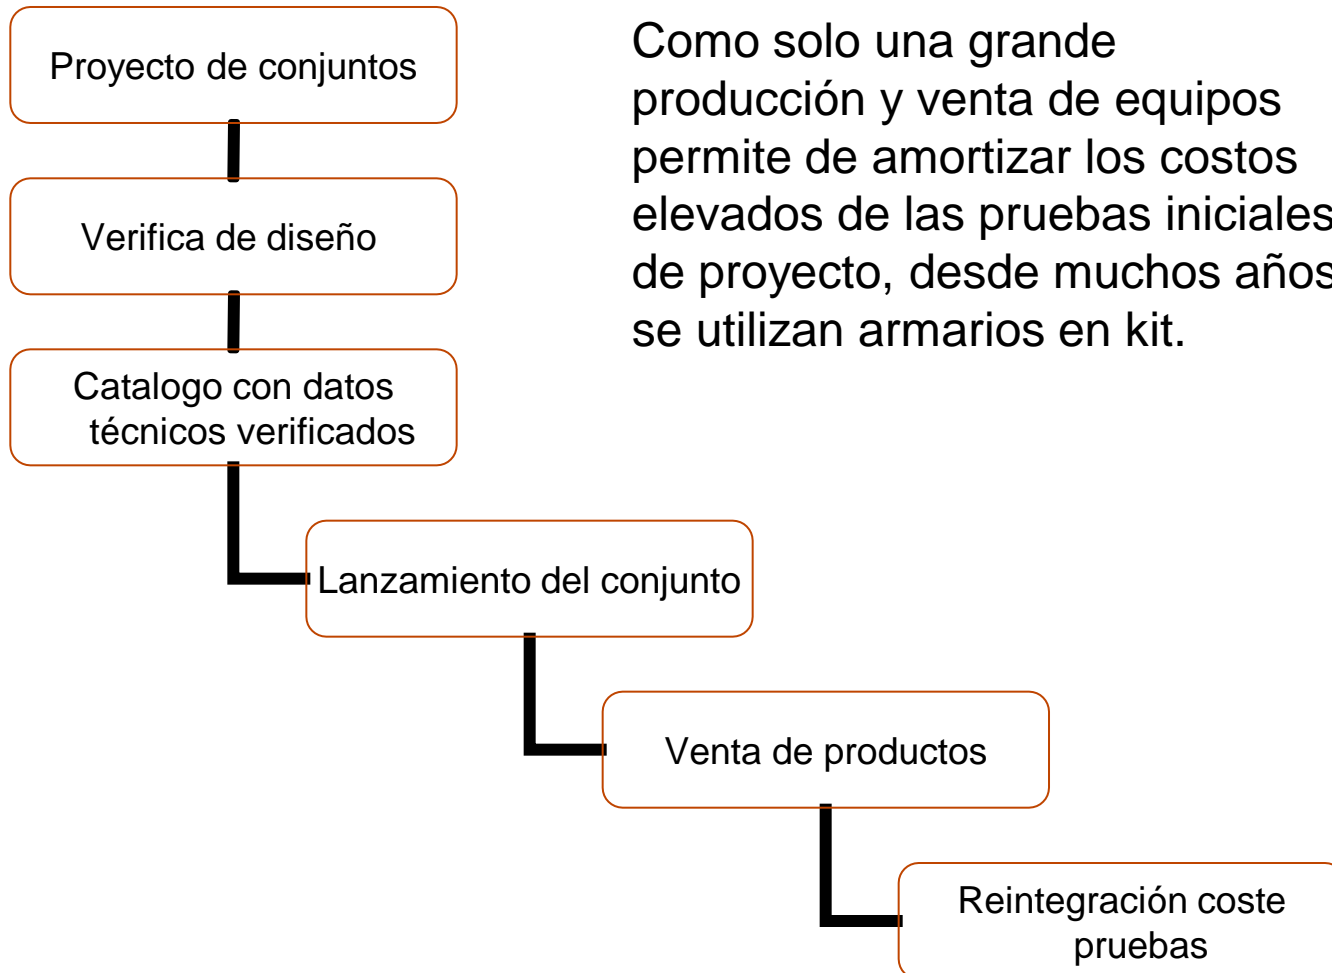 Proyecto de conjuntos
Verifica de diseño
Catalogo con datos
técnicos verificados
Lanzamiento del conjunto
Venta de productos
Reintegración coste
pruebas
Como solo una grande
producción y venta de equipos
permite de amortizar los costos
elevados de las pruebas iniciales
de proyecto, desde muchos años
se utilizan armarios en kit.